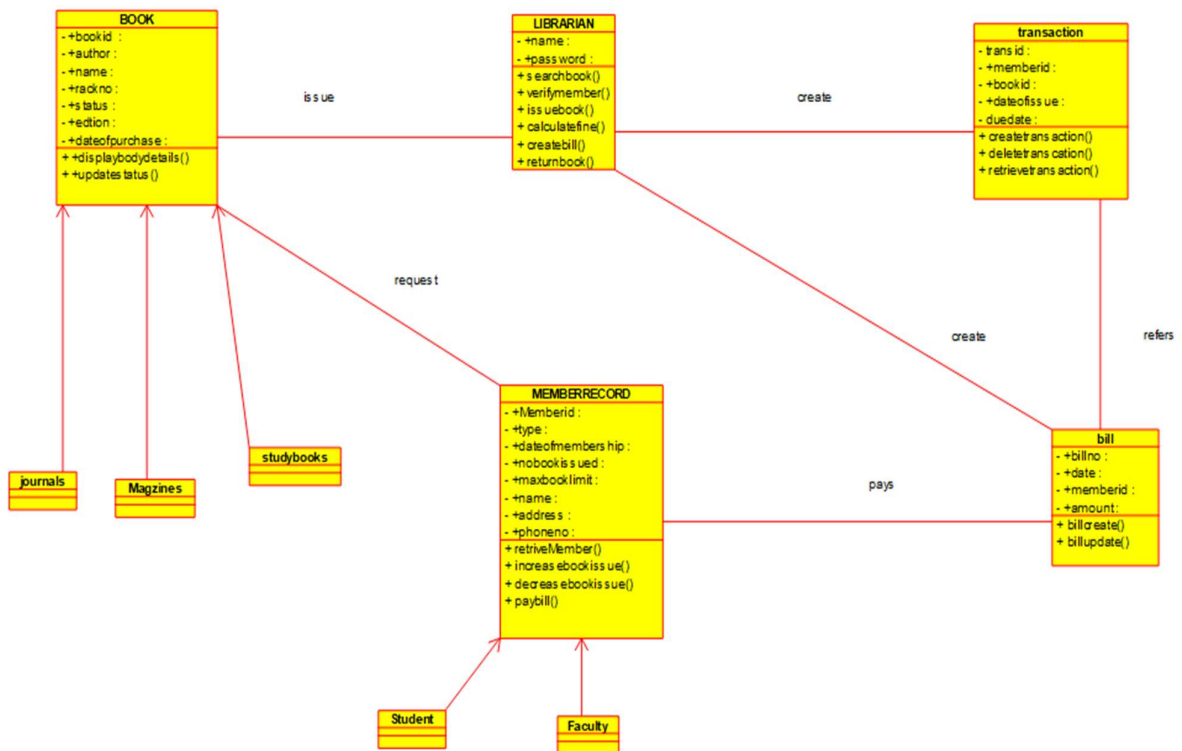 BOOK
- +bookid :
- +author :
- +name :
- +rackno :
- +status :
- +edtion :
- +dateofpurchase :
+ +displaybodydetails()
+ +updatestatus()
issue
LIBRARIAN
- +name :
- +password :
+ searchbook()
+ verifymember()
+ issuebook()
+ calculatefine()
+ createbill()
+ returnbook()
create
transaction
- transid :
- +memberid :
- +bookid :
- +dateofissue :
- duedate :
+ createtransaction()
+ deletetranscation()
+ retrievetransaction()
request
create
refers
MEMBERRECORD
- +Memberid :
- +type :
- +dateofmembership :
- +nobookissued :
- +maxbooklimit :
- +name :
- +address :
- +phoneno :
+ retriveMember()
+ increasebookissue()
+ decreasebookissue()
+ paybill()
pays
bill
- +billno :
- +date :
- +memberid :
- +amount :
+ billcreate()
+ billupdate()
journals
Magzines
studybooks
Student
Faculty